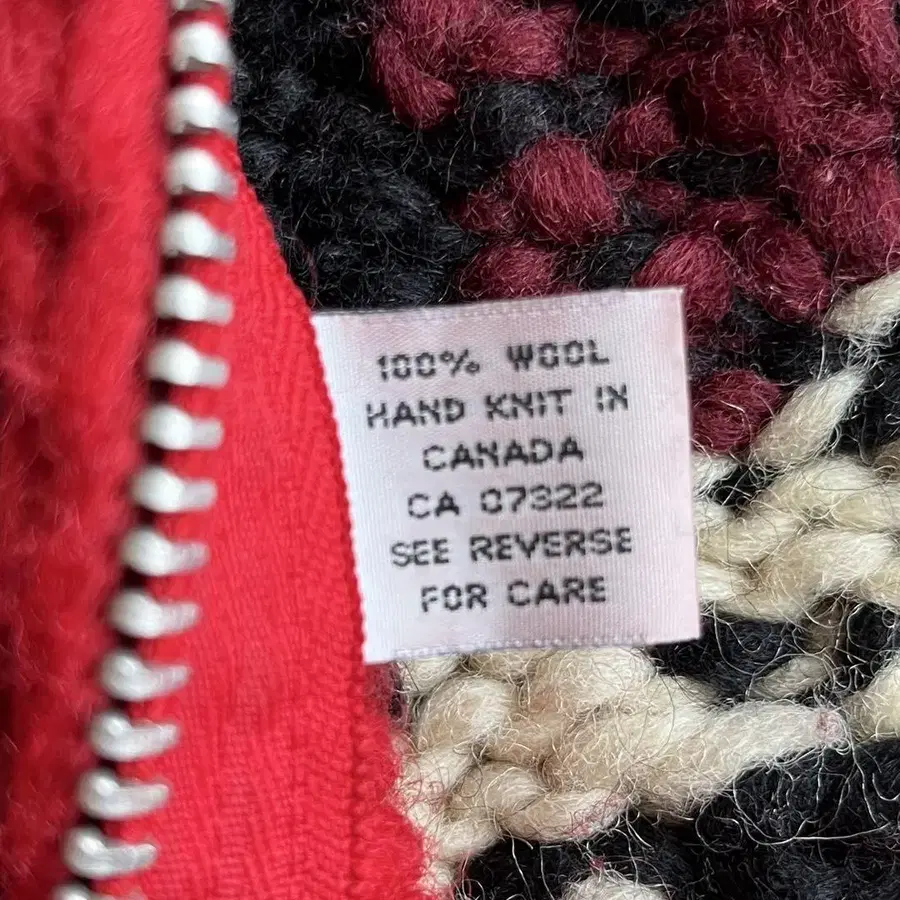 100% WOOL
HAND KNIT IN
CANADA
CA 07322
SEE REVERSE
FOR CARE